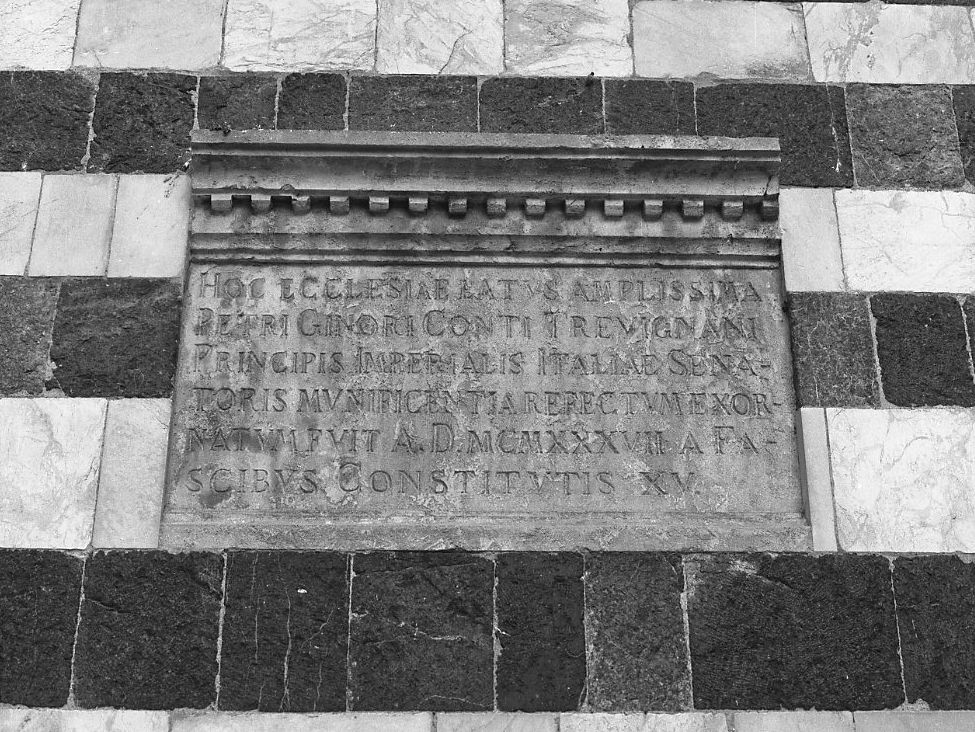 HOC ECCLESIAE LATVS AMPLISSIMA
PETRI GINORI CONTI TREVIGNANI
PRINCIPIS IMPERIALIS ITALIAE SENA-
TORIS MVNIFICENTIA REFECTVM EXOR-
NATVM FVIT A.D. MCMXXXVII A FA-
SCIBVS CONSTITVTIS XV.